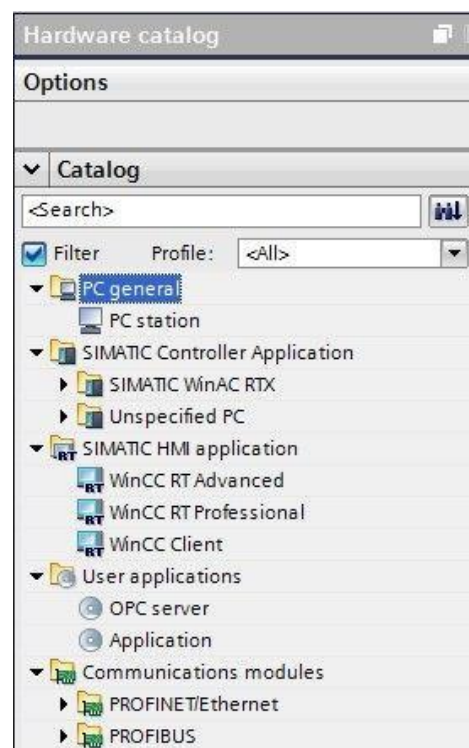 Hardware catalog
Options
Catalog
<Search>
Filter Profile: <All>
PC general
PC station
SIMATIC Controller Application
SIMATIC WinAC RTX
Unspecified PC
SIMATIC HMI application
WinCC RT Advanced
WinCC RT Professional
WinCC Client
User applications
OPC server
Application
Communications modules
PROFINET/Ethernet
PROFIBUS